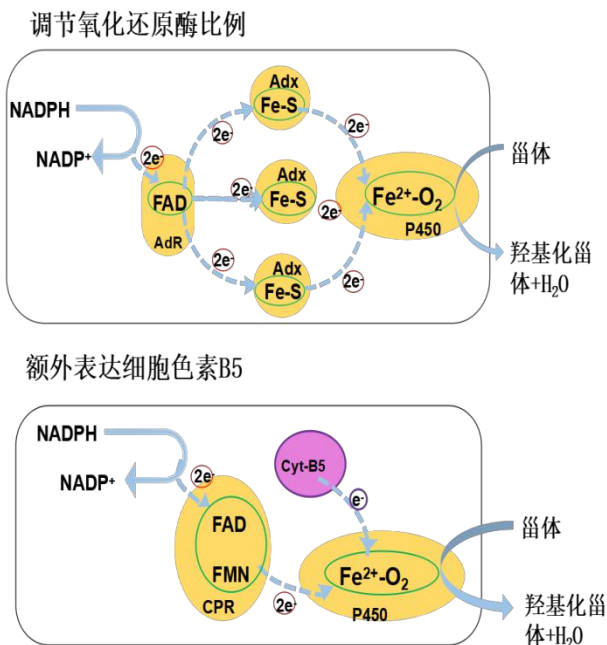 调节氧化还原酶比例
Adx
Fe-S
NADPH
2e-
2e-
NADP⁺
2e-
Adx
甾体
FAD
2e-
Fe-S
2e-
Fe²⁺-O₂
AdR
P450
2e-
Adx
2e-
Fe-S
羟基化甾
体+H₂O
额外表达细胞色素B5
NADPH
Cyt-B5
NADP⁺
2e-
e-
FAD
甾体
FMN
Fe²⁺-O₂
CPR
2e-
P450
羟基化甾
体+H₂O